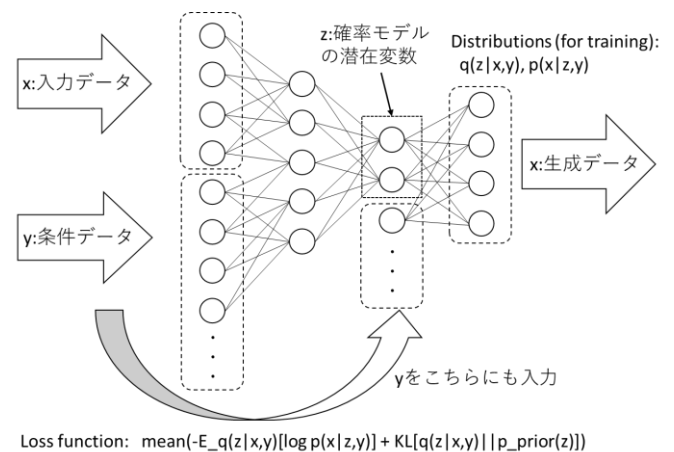 z:確率モデル
の潜在変数
Distributions (for training):
q(z|x,y), p(x|z,y)
x:入力データ
x:生成データ
y:条件データ
yをこちらにも入力
Loss function: mean(-E_q(z|x,y)[log p(x|z,y)] + KL[q(z|x,y)||p_prior(z)])